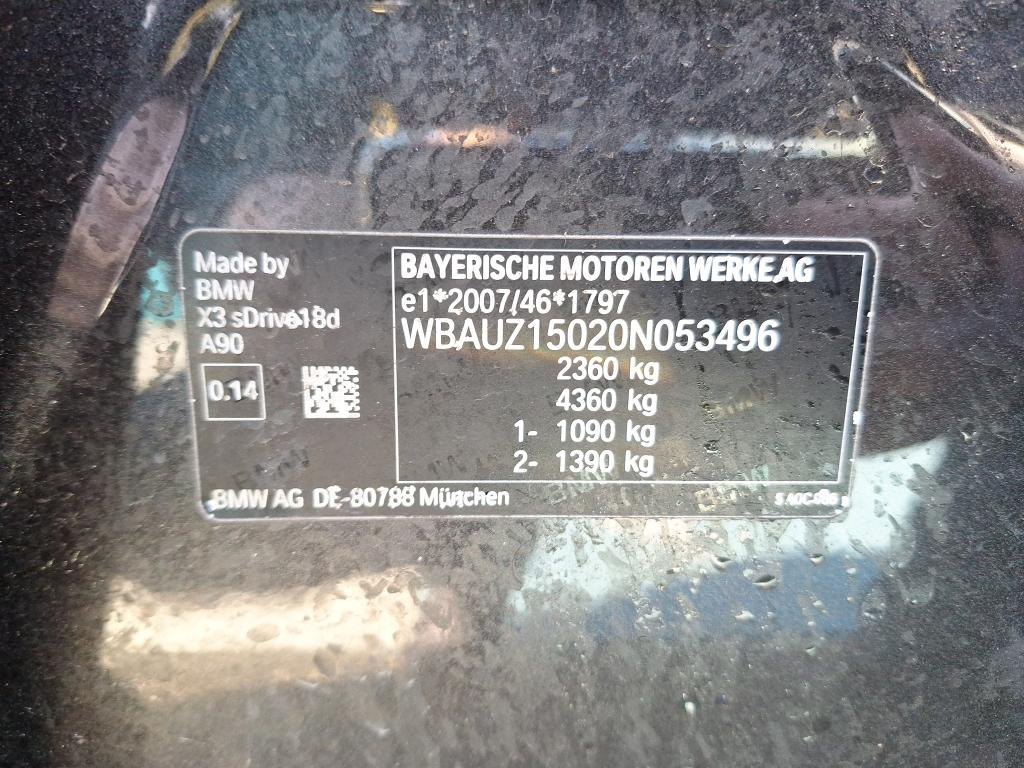 Made by
BMW
X3 sDrive18d
A90
0.14
BAYERISCHE MOTOREN WERKE AG
e1*2007/46*1797
WBAUZ15020N053496
2360 kg
4360 kg
1- 1090 kg
2- 1390 kg
BMW AG DE-80788 München